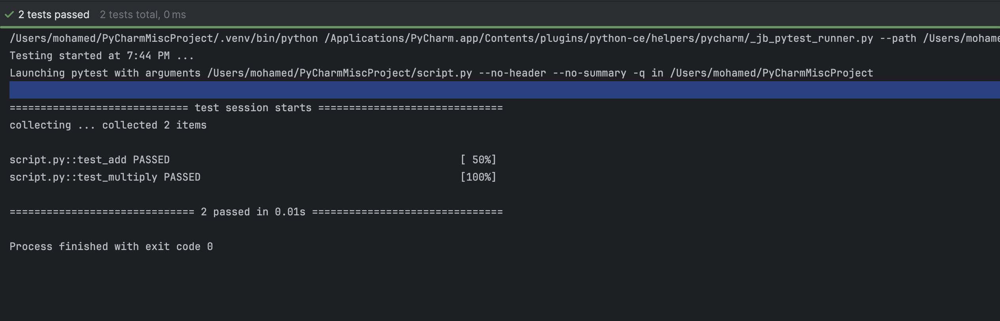 2 tests passed 2 tests total, 0 ms
/Users/mohamed/PyCharmMiscProject/.venv/bin/python /Applications/PyCharm.app/Contents/plugins/python-ce/helpers/pycharm/_jb_pytest_runner.py --path /Users/mohame
Testing started at 7:44 PM ...
Launching pytest with arguments /Users/mohamed/PyCharmMiscProject/script.py --no-header --no-summary -q in /Users/mohamed/PyCharmMiscProject
============================= test session starts ==============================
collecting ... collected 2 items
script.py::test_add PASSED [ 50%]
script.py::test_multiply PASSED [100%]
============================== 2 passed in 0.01s ===============================
Process finished with exit code 0